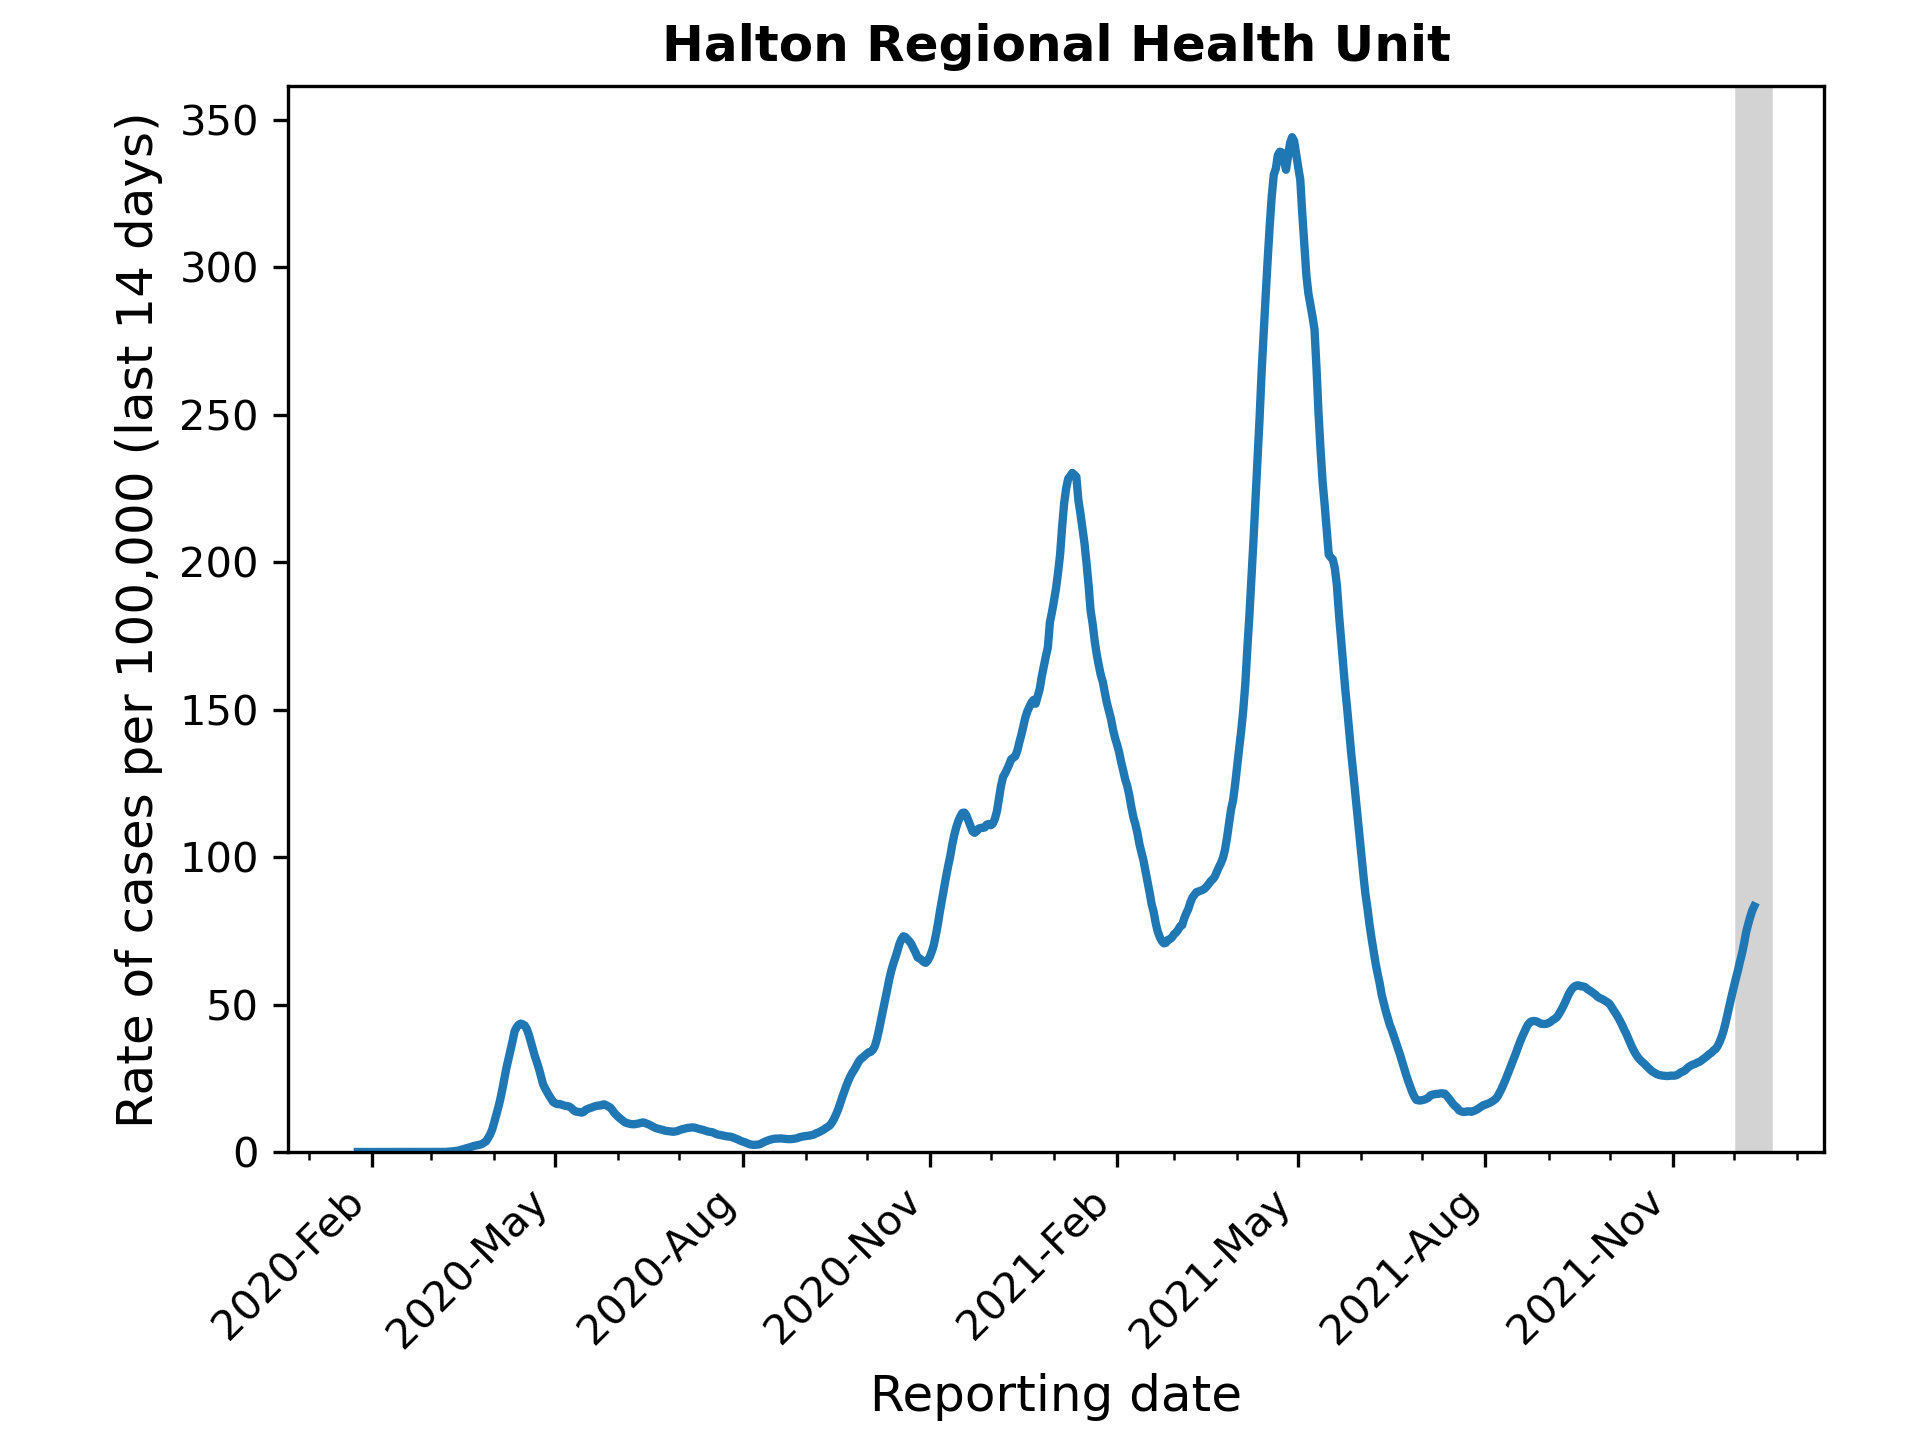 Halton Regional Health Unit
Rate of cases per 100,000 (last 14 days)
350
300
250
200
150
100
50
0
2020-Feb
2020-May
2020-Aug
2020-Nov
2021-Feb
2021-May
2021-Aug
2021-Nov
Reporting date